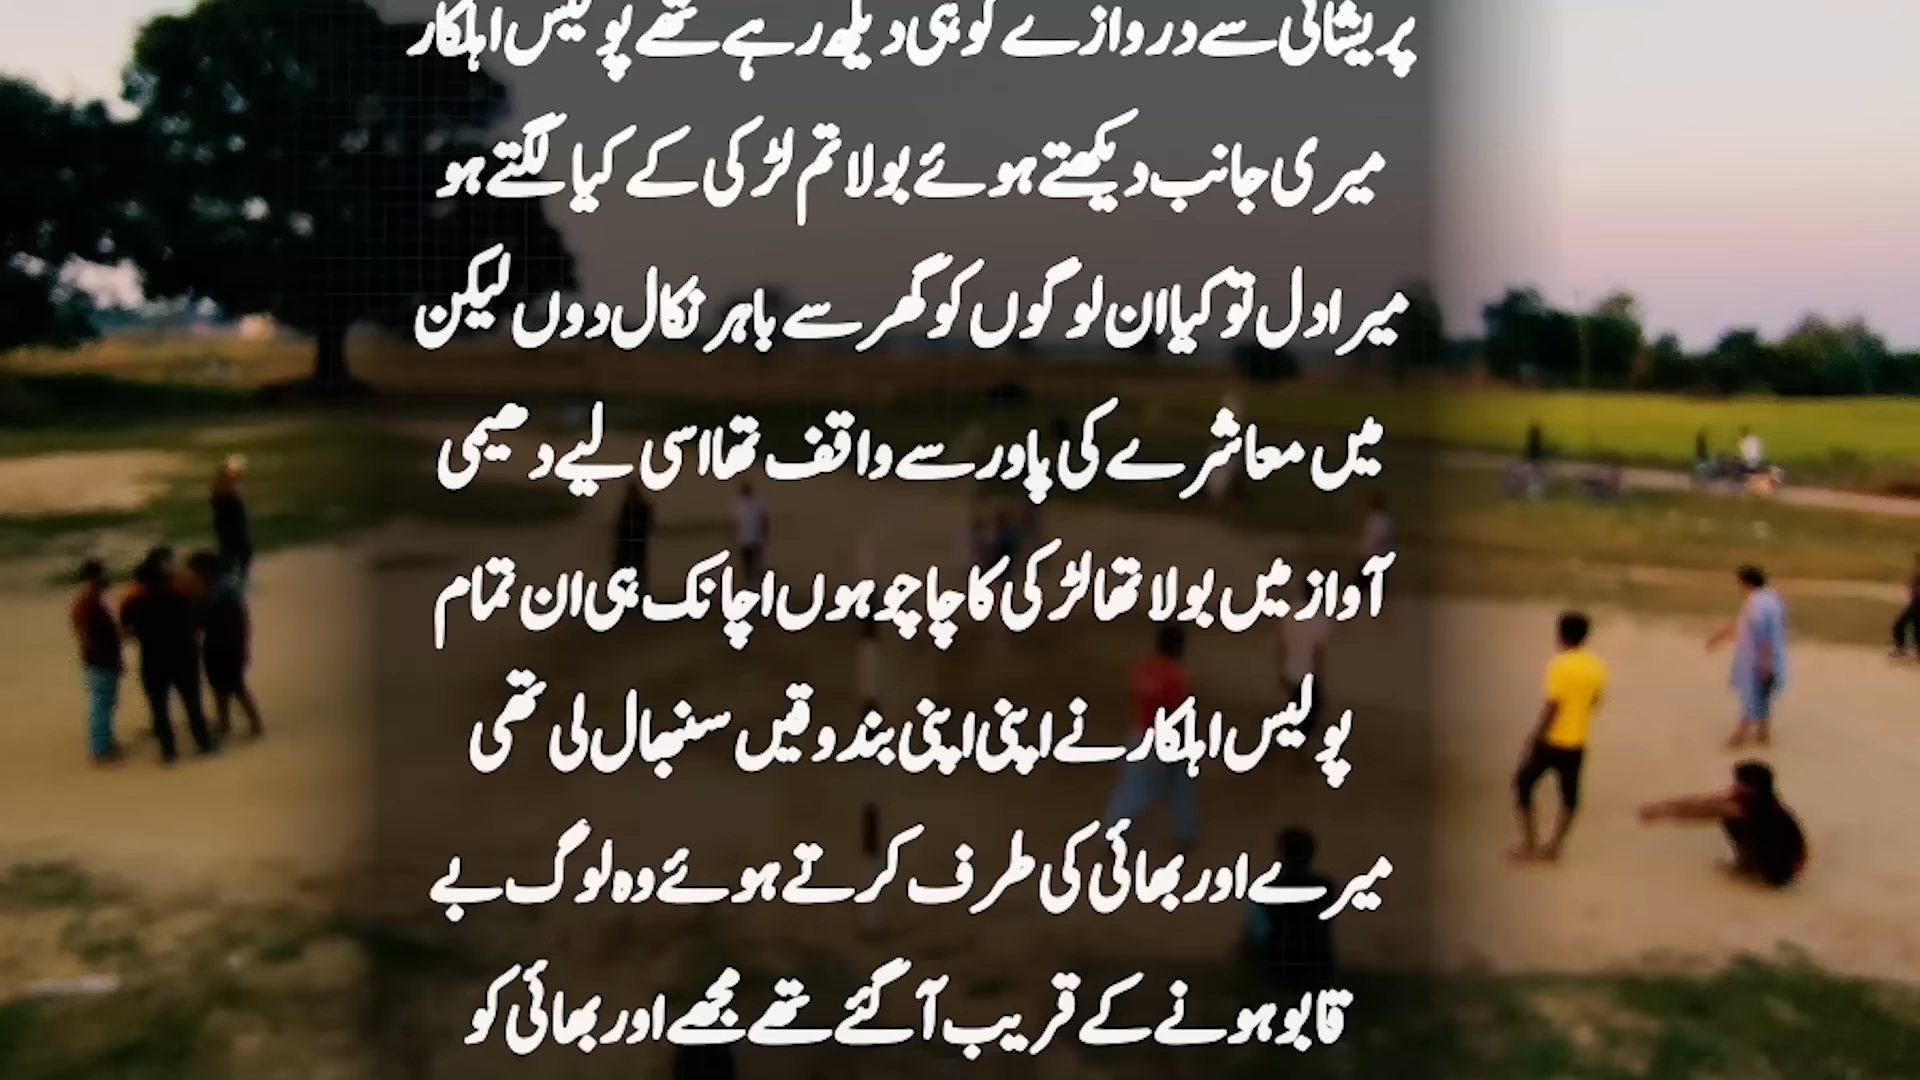 پریشانی سے دروازے کو ہی دیکھ رہے تھے پولیس اہلکار
میری جانب دیکھتے ہوئے بولا تم لڑکی کے کیا لگتے ہو
میرا دل تو کیا ان لوگوں کو گھر سے باہر نکال دوں لیکن
میں معاشرے کی پاور سے واقف تھا اسی لیے دھیمی
آواز میں بولا تھا لڑکی کا چاچو ہوں اچانک ہی ان تمام
پولیس اہلکار نے اپنی اپنی بندوقیں سنبھال لی تھی
میرے اور بھائی کی طرف کرتے ہوئے وہ لوگ بے
قابو ہونے کے قریب آ گئے تھے مجھے اور بھائی کو